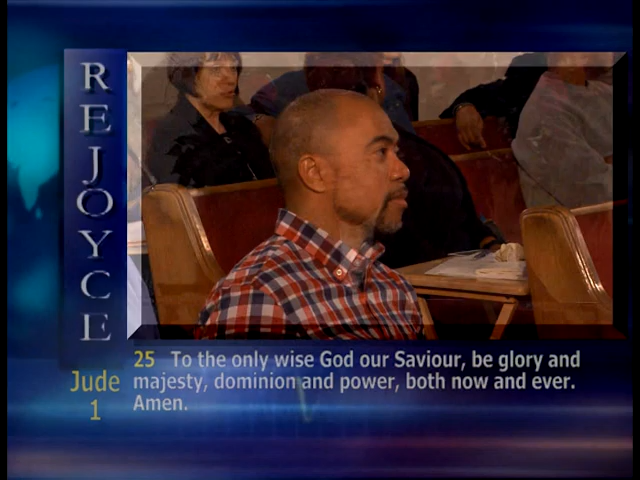 REJOYCE
25 To the only wise God our Saviour, be glory and
majesty, dominion and power, both now and ever.
Amen.
Jude
1